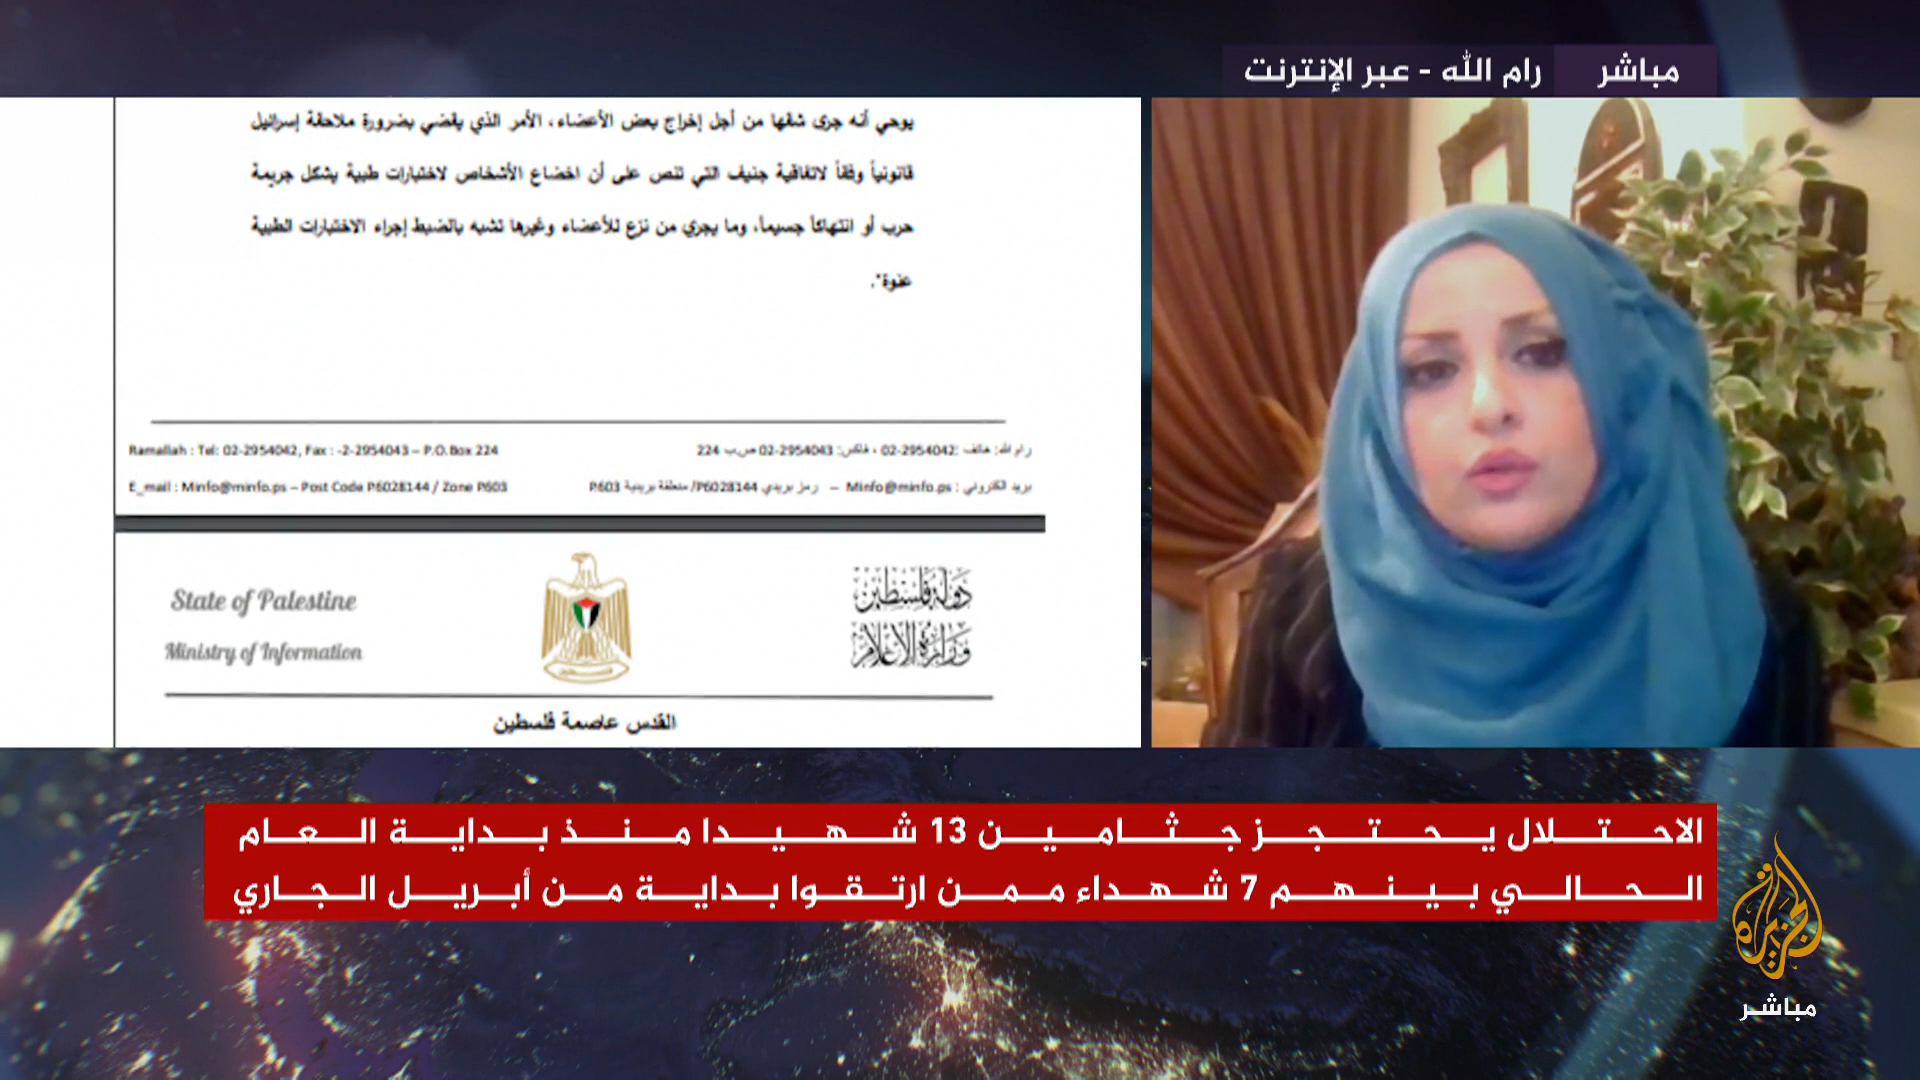 مباشر
رام الله - عبر الإنترنت
يوحي أنه جرى شقها من أجل إخراج بعض الأعضاء، الأمر الذي يقضي بضرورة ملاحقة إسرائيل
قانونياً وفقاً لاتفاقية جنيف التي تنص على أن اخضاع الأشخاص لاختبارات طبية يشكل جريمة
حرب أو انتهاكاً جسيماً، وما يجري من نزع للأعضاء وغيرها تشبه بالضبط إجراء الاختبارات الطبية
عنوة".
رام الله: هاتف :02-2954042 ، فاكس: 02-2954043 ص.ب 224
Ramallah : Tel: 02-2954042, Fax : -2-2954043 – P.O.Box 224
بريد الكتروني : Minfo@minfo.ps – رمز بريدي P6028144/ منطقة بريدية P.603
E_mail : Minfo@minfo.ps – Post Code P.6028144 / Zone P.603
دولة فلسطين
وزارة الإعلام
State of Palestine
Ministry of Information
فلسطين
القدس عاصمة فلسطين
الاحتلال يحتجز جثامين 13 شهيدا منذ بداية العام
الحالي بينهم 7 شهداء ممن ارتقوا بداية من أبريل الجاري
الجزيرة
مباشر